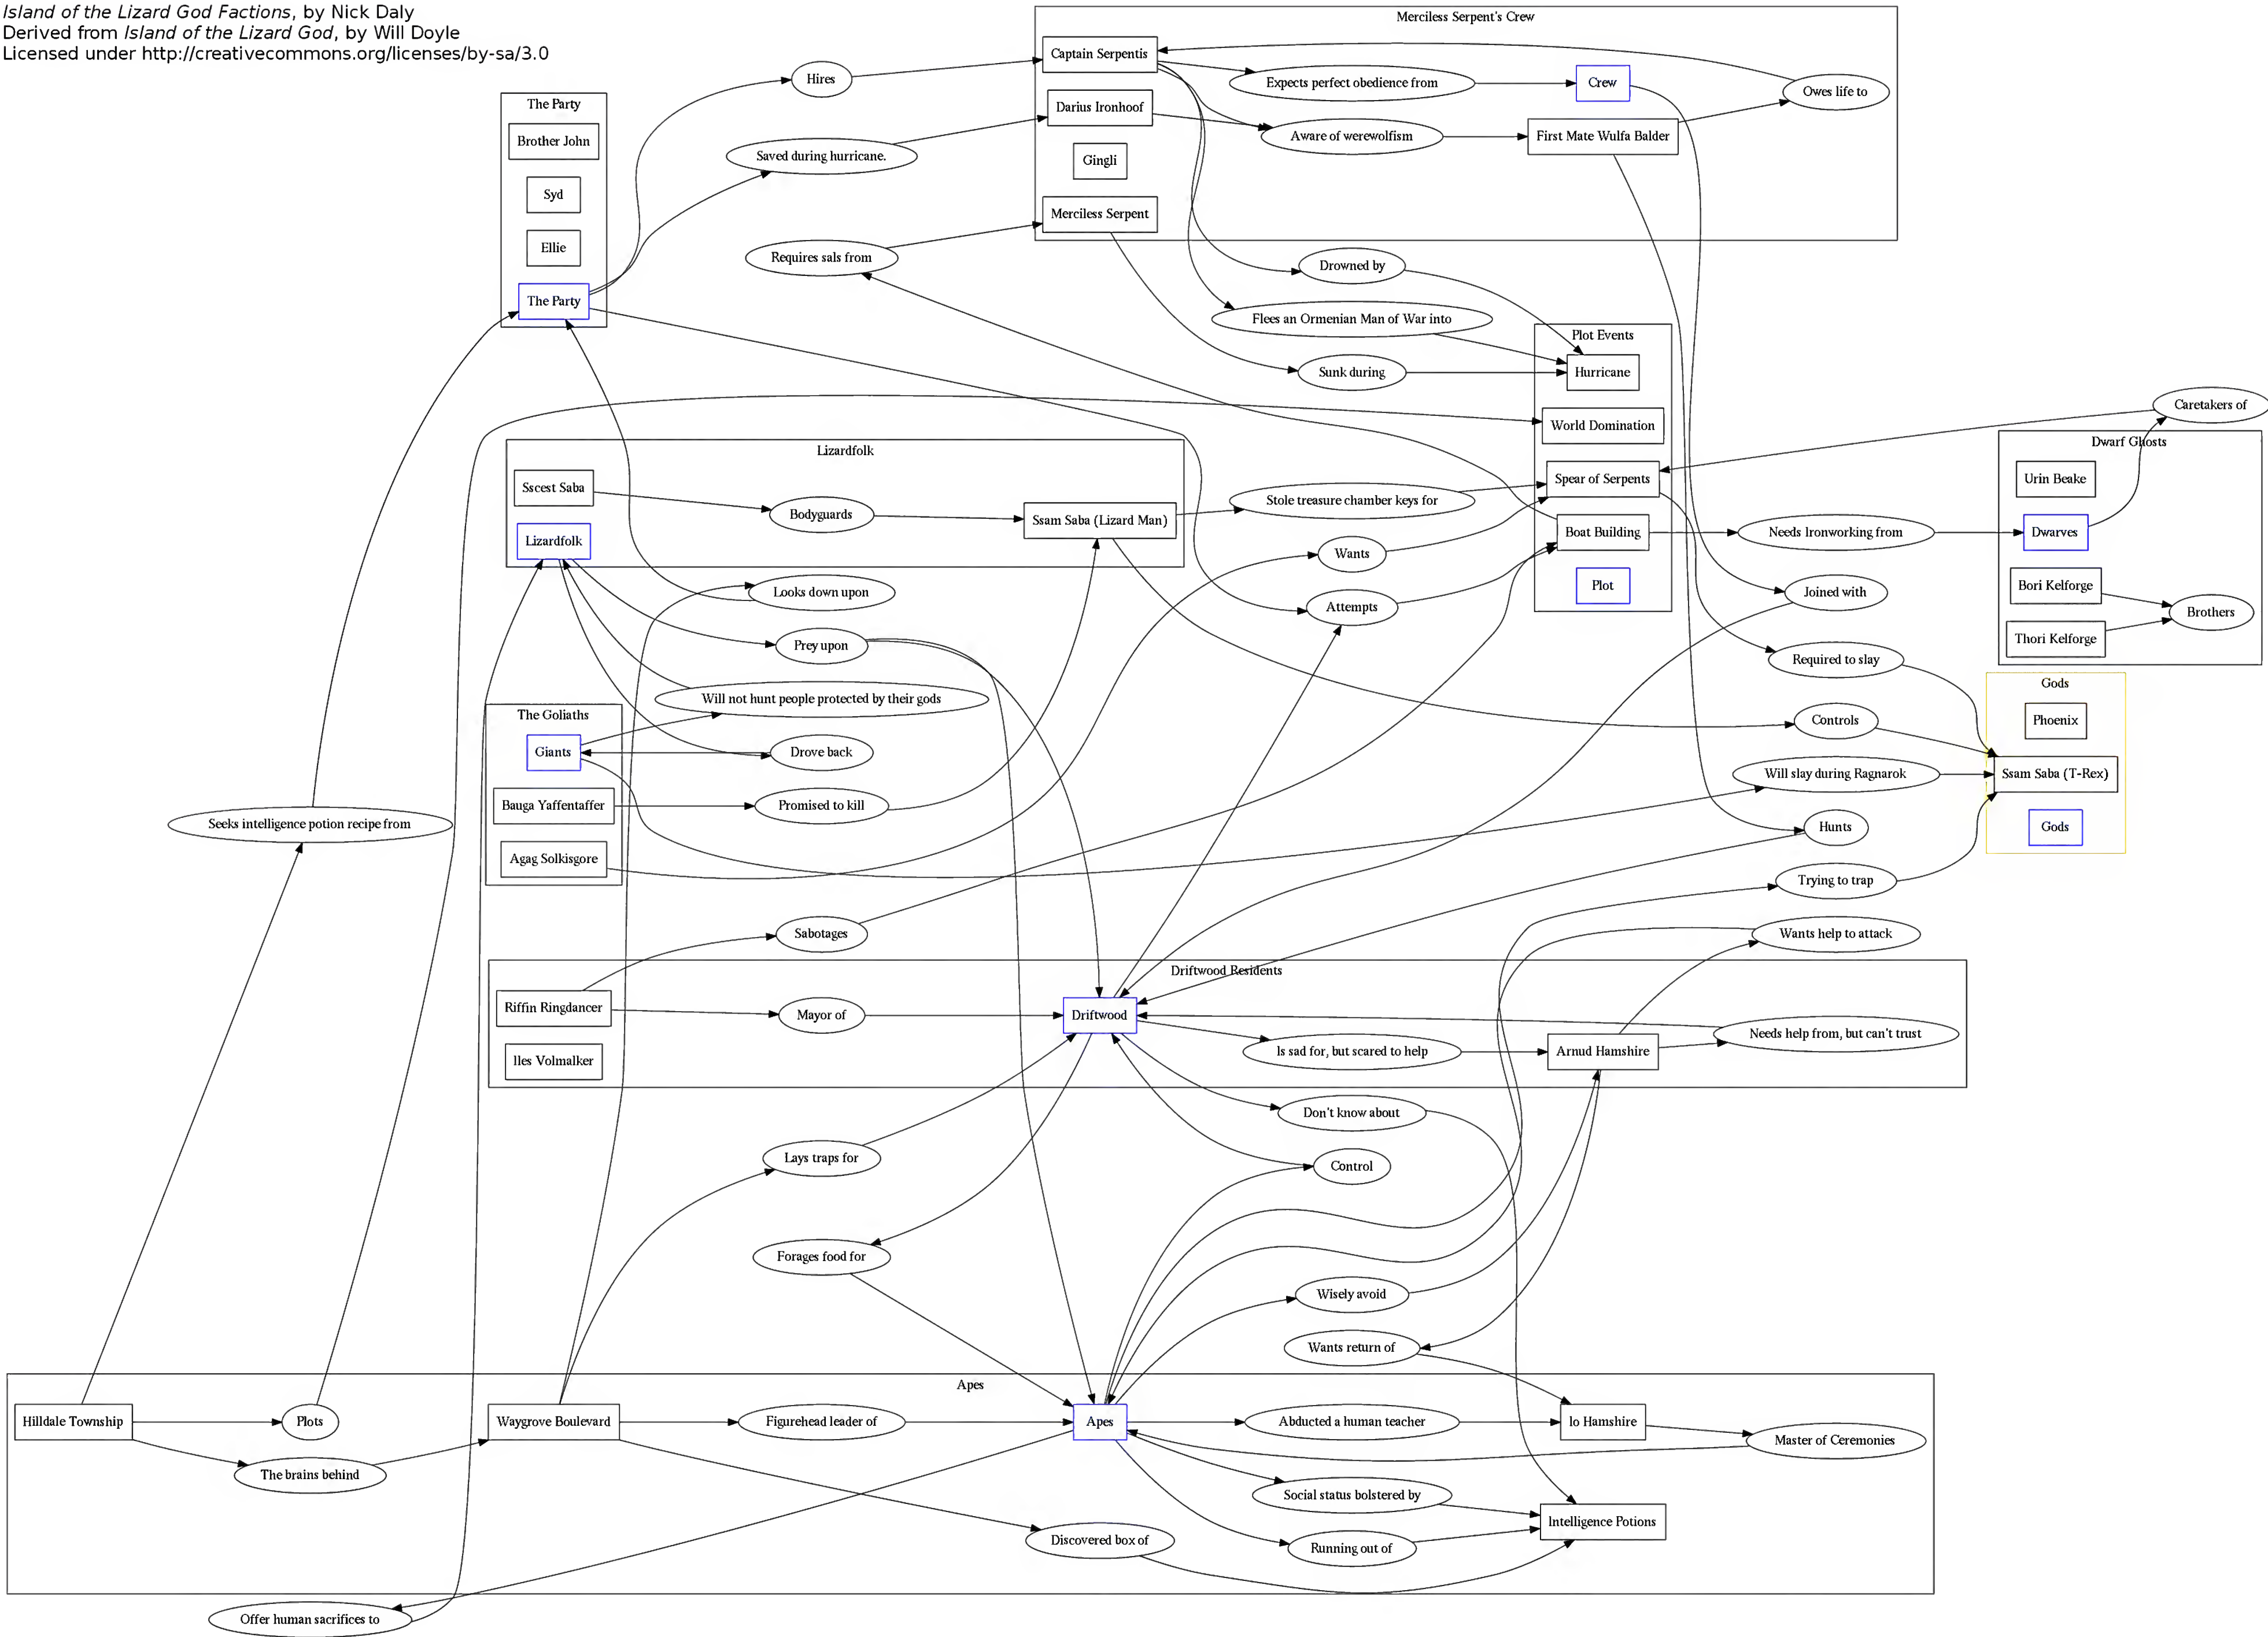 Island of the Lizard God Factions, by Nick Daly
Derived from Island of the Lizard God, by Will Doyle
Licensed under http://creativecommons.org/licenses/by-sa/3.0
Merciless Serpent's Crew
Captain Serpentis
Expects perfect obedience from
Crew
Owes life to
Darius Ironhoof
Aware of werewolfism
First Mate Wulfa Balder
Gingli
Merciless Serpent
Hires
Saved during hurricane.
Requires sals from
The Party
Brother John
Syd
Ellie
The Party
Drowned by
Flees an Ormenian Man of War into
Sunk during
Plot Events
Hurricane
World Domination
Spear of Serpents
Boat Building
Plot
Caretakers of
Dwarf Ghosts
Urin Beake
Dwarves
Bori Kelforge
Thori Kelforge
Brothers
Needs Ironworking from
Joined with
Required to slay
Lizardfolk
Sscest Saba
Bodyguards
Ssam Saba (Lizard Man)
Lizardfolk
Stole treasure chamber keys for
Wants
Attempts
Looks down upon
Prey upon
Will not hunt people protected by their gods
Drove back
Promised to kill
The Goliaths
Giants
Bauga Yaffentaffer
Agag Solkisgore
Gods
Phoenix
Ssam Saba (T-Rex)
Gods
Controls
Will slay during Ragnarok
Hunts
Trying to trap
Wants help to attack
Seeks intelligence potion recipe from
Sabotages
Driftwood Residents
Riffin Ringdancer
Mayor of
Driftwood
Is sad for, but scared to help
Arnud Hamshire
Needs help from, but can't trust
Iles Volmalker
Don't know about
Lays traps for
Control
Forages food for
Wisely avoid
Wants return of
Apes
Hilldale Township
Plots
Waygrove Boulevard
Figurehead leader of
Apes
Abducted a human teacher
Io Hamshire
Master of Ceremonies
The brains behind
Social status bolstered by
Intelligence Potions
Discovered box of
Running out of
Offer human sacrifices to